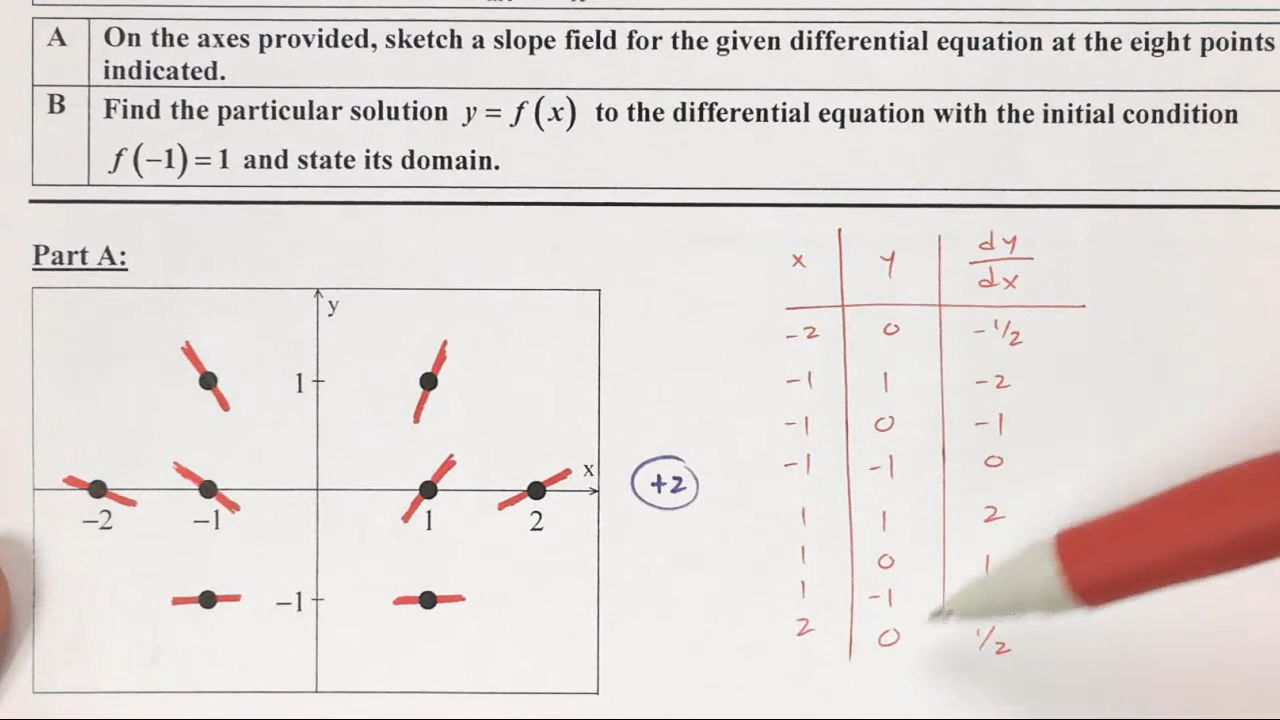 A On the axes provided, sketch a slope field for the given differential equation at the eight points
indicated.
B Find the particular solution y = f(x) to the differential equation with the initial condition
f(−1) = 1 and state its domain.
Part A:
y
1
x
−2 −1 1 2
−1
+2
x y dy/dx
-2 0 -1/2
-1 1 -2
-1 0 -1
-1 -1 0
1 1 2
1 0 1
1 -1
2 0 1/2